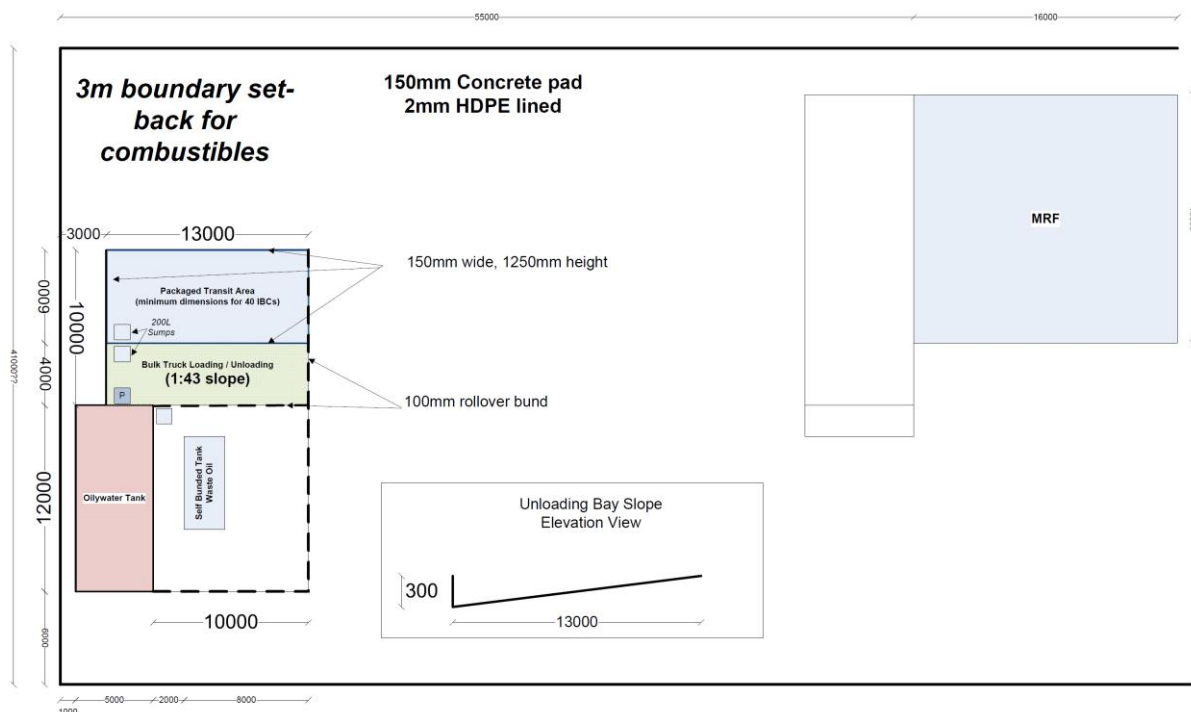 55000
16000
3m boundary set-
back for
combustibles
150mm Concrete pad
2mm HDPE lined
MRF
3000
13000
150mm wide, 1250mm height
Packaged Transit Area
(minimum dimensions for 40 IBCs)
6000
10000
200L
Sumps
41000??
Bulk Truck Loading / Unloading
(1:43 slope)
4000
P
100mm rollover bund
Self Bunded Tank
Waste Oil
Oilywater Tank
12000
Unloading Bay Slope
Elevation View
300
13000
10000
6000
5000
2000
8000
1000